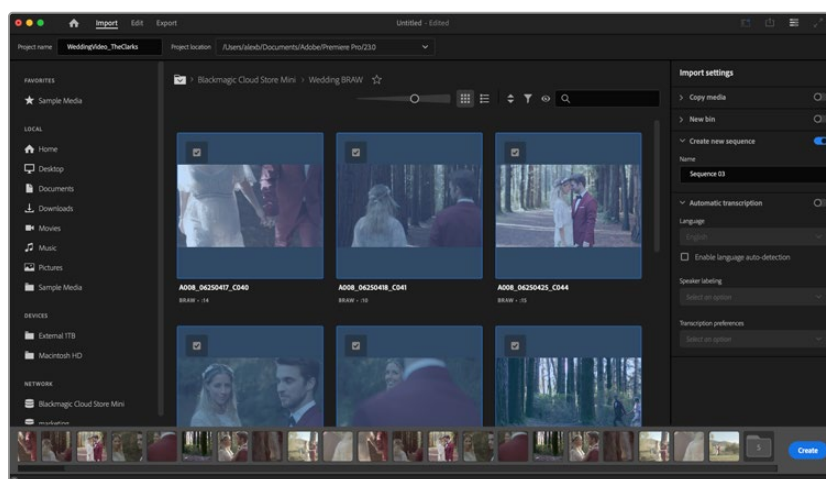 Import Edit Export Untitled - Edited
Project name WeddingVideo_TheClarks Project location /Users/alexb/Documents/Adobe/Premiere Pro/23.0
FAVORITES
Sample Media
LOCAL
Home
Desktop
Documents
Downloads
Movies
Music
Pictures
Sample Media
DEVICES
External 1TB
Macintosh HD
NETWORK
Blackmagic Cloud Store Mini
marketing
Blackmagic Cloud Store Mini > Wedding BRAW
A008_06250417_C040
BRAW - :14
A008_06250418_C041
BRAW - :10
A008_06250425_C044
BRAW - :15
Import settings
> Copy media
> New bin
Create new sequence
Name
Sequence 03
Automatic transcription
Language
English
Enable language auto-detection
Speaker labeling
Select an option
Transcription preferences
Select an option
5
Create